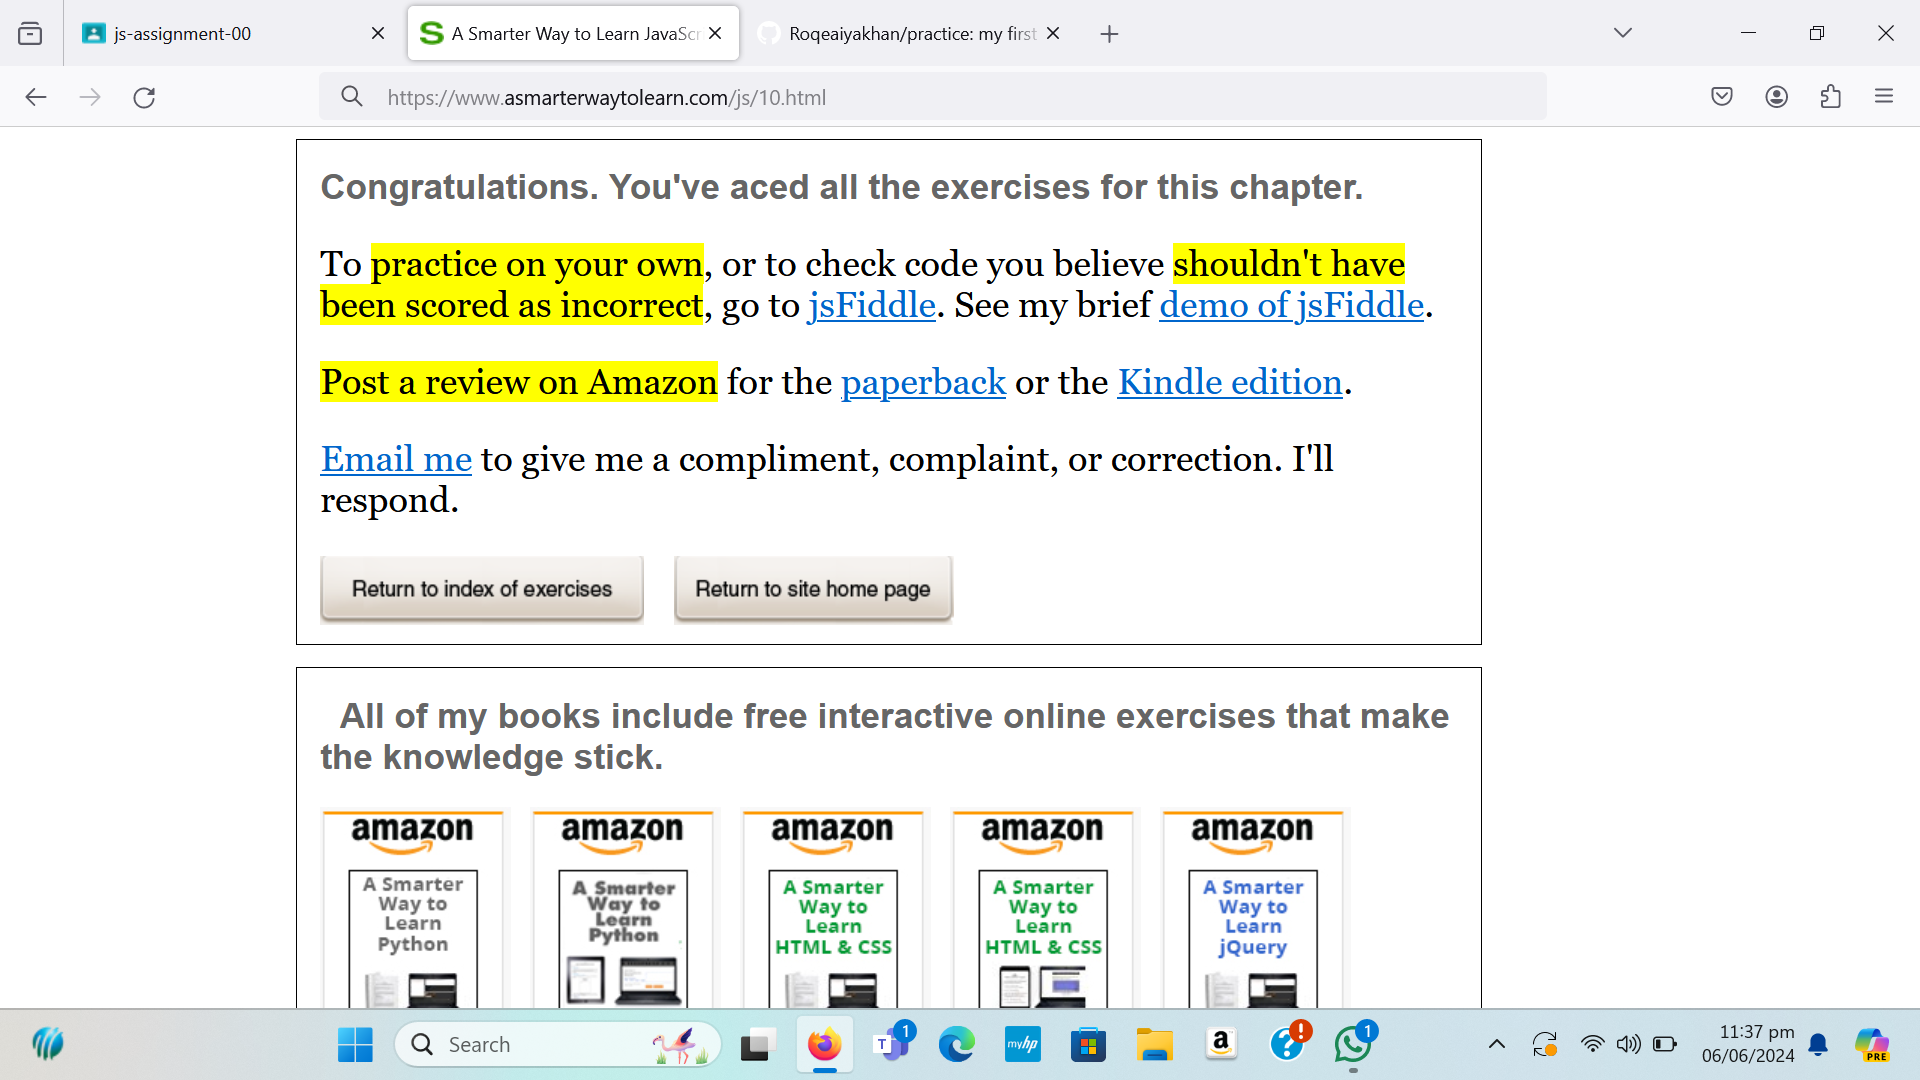 js-assignment-00
A Smarter Way to Learn JavaScr
Roqeaiyakhan/practice: my first
https://www.asmarterwaytolearn.com/js/10.html
Congratulations. You've aced all the exercises for this chapter.
To practice on your own, or to check code you believe shouldn't have
been scored as incorrect, go to jsFiddle. See my brief demo of jsFiddle.
Post a review on Amazon for the paperback or the Kindle edition.
Email me to give me a compliment, complaint, or correction. I'll
respond.
Return to index of exercises
Return to site home page
All of my books include free interactive online exercises that make
the knowledge stick.
amazon
A Smarter
Way to
Learn
Python
amazon
A Smarter
Way to
Learn
Python
amazon
A Smarter
Way to
Learn
HTML & CSS
amazon
A Smarter
Way to
Learn
HTML & CSS
amazon
A Smarter
Way to
Learn
jQuery
Search
T
1
myhp
a
?
!
1
11:37 pm
06/06/2024
PRE